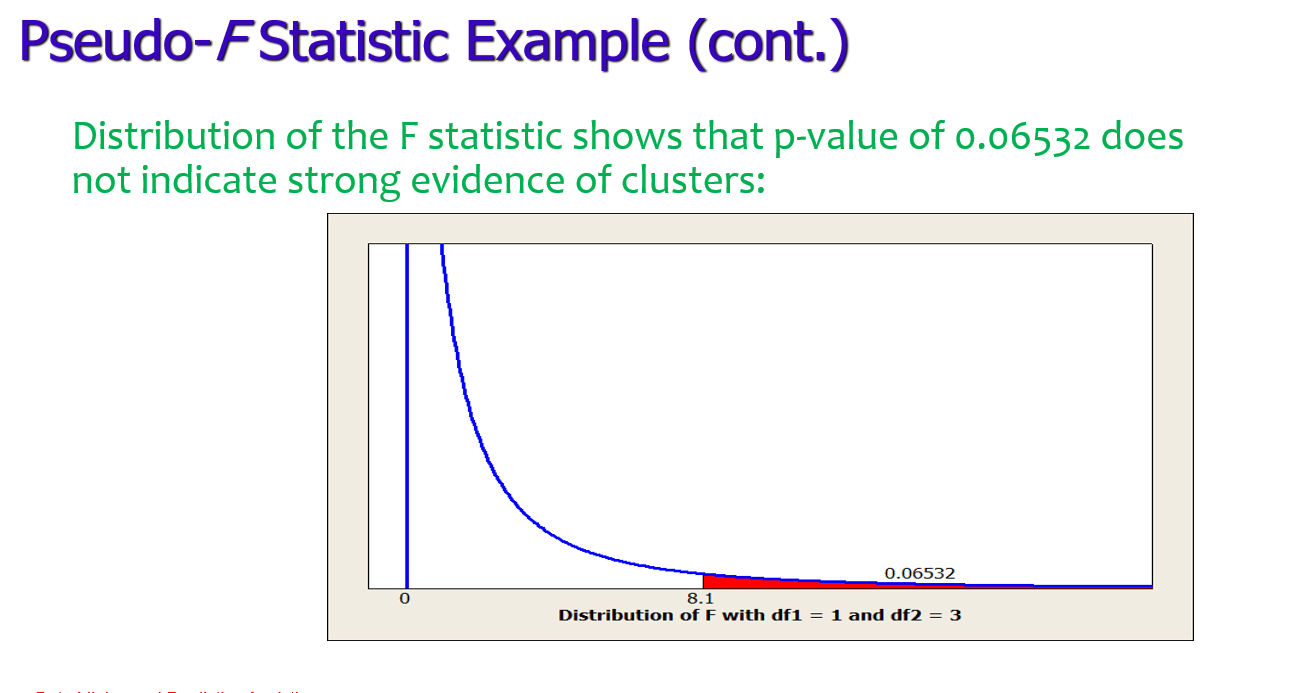 Pseudo-F Statistic Example (cont.)
Distribution of the F statistic shows that p-value of 0.06532 does
not indicate strong evidence of clusters:
0.06532
0
8.1
Distribution of F with df1 = 1 and df2 = 3